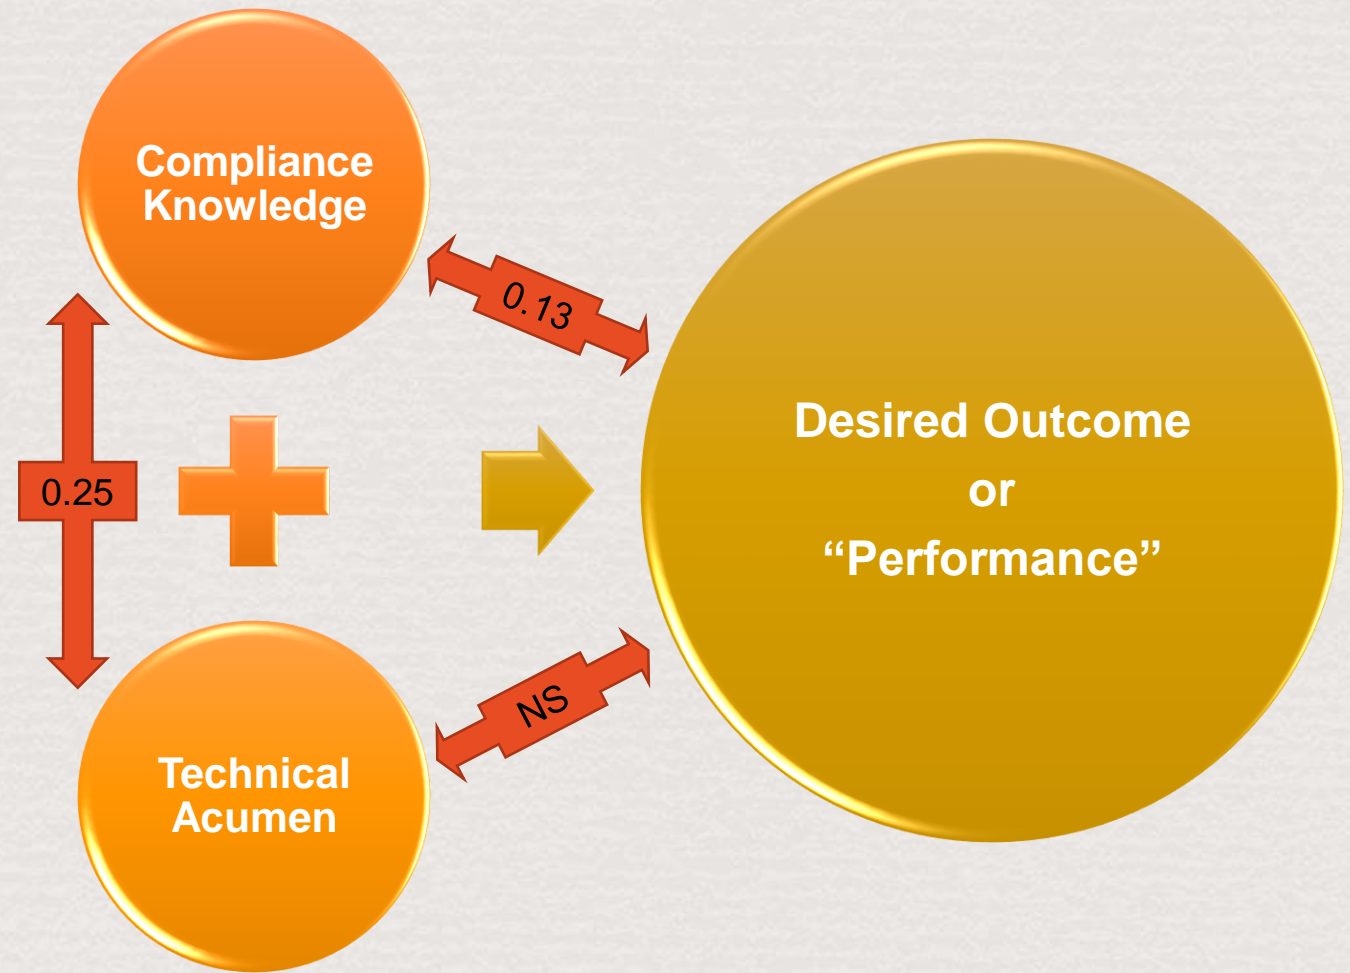 Compliance
Knowledge
0.13
0.25
Desired Outcome
or
“Performance”
NS
Technical
Acumen